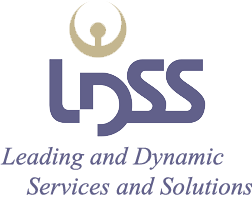 LDSS
Leading and Dynamic
Services and Solutions